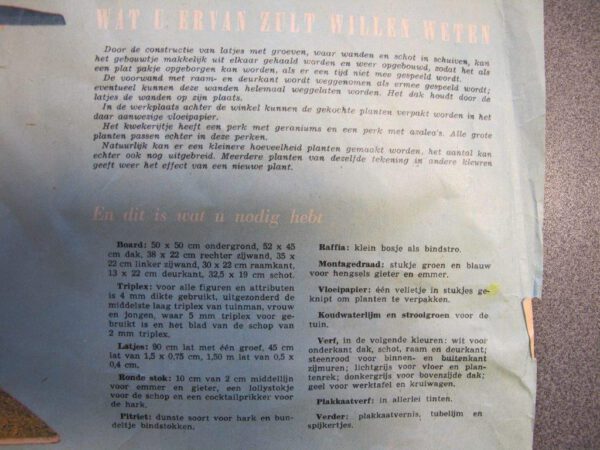 WAT U ERVAN ZULT WILLEN WETEN
Door de constructie van latjes met groeven, waar wanden en schot in schuiven, kan
het gebouwtje makkelijk uit elkaar gehaald worden en weer opgebouwd, zodat het als
een plat pakje opgeborgen kan worden, als er een tijd niet mee gespeeld wordt.
De voorwand met raam- en deurkant wordt weggenomen als ermee gespeeld wordt;
eventueel kunnen deze wanden helemaal weggelaten worden. Het dak houdt door de
latjes de wanden op zijn plaats.
In de werkplaats achter de winkel kunnen de gekochte planten verpakt worden in het
daar aanwezige vloeipapier.
Het kwekerijtje heeft een perk met geraniums en een perk met azalea's. Alle grote
planten passen echter in deze perken.
Natuurlijk kan er een kleinere hoeveelheid planten gemaakt worden, het aantal kan
echter ook nog uitgebreid. Meerdere planten van dezelfde tekening in andere kleuren
geeft weer het effect van een nieuwe plant.
En dit is wat u nodig hebt
Board: 50 x 50 cm ondergrond, 52 x 45
cm dak, 38 x 22 cm rechter zijwand, 35 x
22 cm linker zijwand, 30 x 23 cm raamkant,
13 x 22 cm deurkant, 32,5 x 19 cm schot.
Triplex: voor alle figuren en attributen
is 4 mm dikte gebruikt, uitgezonderd de
middelste laag triplex van tuinman, vrouw
en jongen, waar 5 mm triplex voor ge-
bruikt is en het blad van de schop van
2 mm triplex.
Latjes: 90 cm lat met één groef, 45 cm
lat van 1,5 x 0,75 cm, 1,50 m lat van 0,5 x
0,4 cm.
Ronde stok: 10 cm van 2 cm middellijn
voor emmer en gieter, een lollystokje
voor de schop en een cocktailprikker voor
de hark.
Pitriet: dunste soort voor hark en bun-
deltje bindstokken.
Raffia: klein bosje als bindstro.
Montagedraad: stukje groen en blauw
voor hengsels gieter en emmer.
Vloeipapier: één velletje in stukjes ge-
knipt om planten te verpakken.
Koudwaterlijm en strooigroen voor de
tuin.
Verf, in de volgende kleuren: wit voor
onderkant dak, schot, raam en deurkant;
steenrood voor binnen- en buitenkant
zijmuren; lichtgrijs voor vloer en plan-
tenrek; donkergrijs voor bovenzijde dak;
geel voor werktafel en kruiwagen.
Plakkaatverf: in allerlei tinten.
Verder: plakkaatvernis, tubelijm en
spijkertjes.